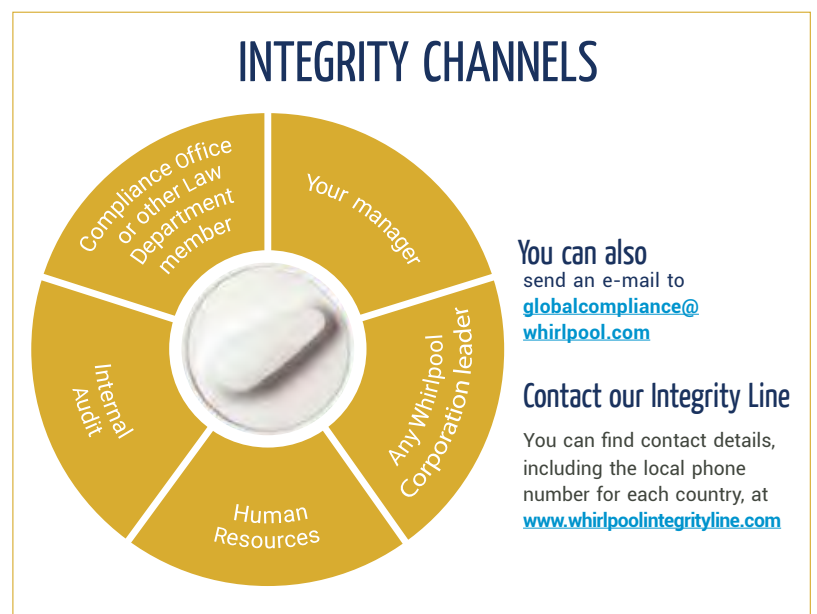 INTEGRITY CHANNELS
Compliance Office
or other Law
Department
member
Your manager
Any Whirlpool
Corporation leader
Human
Resources
Internal
Audit
You can also
send an e-mail to
globalcompliance@
whirlpool.com
Contact our Integrity Line
You can find contact details,
including the local phone
number for each country, at
www.whirlpoolintegrityline.com